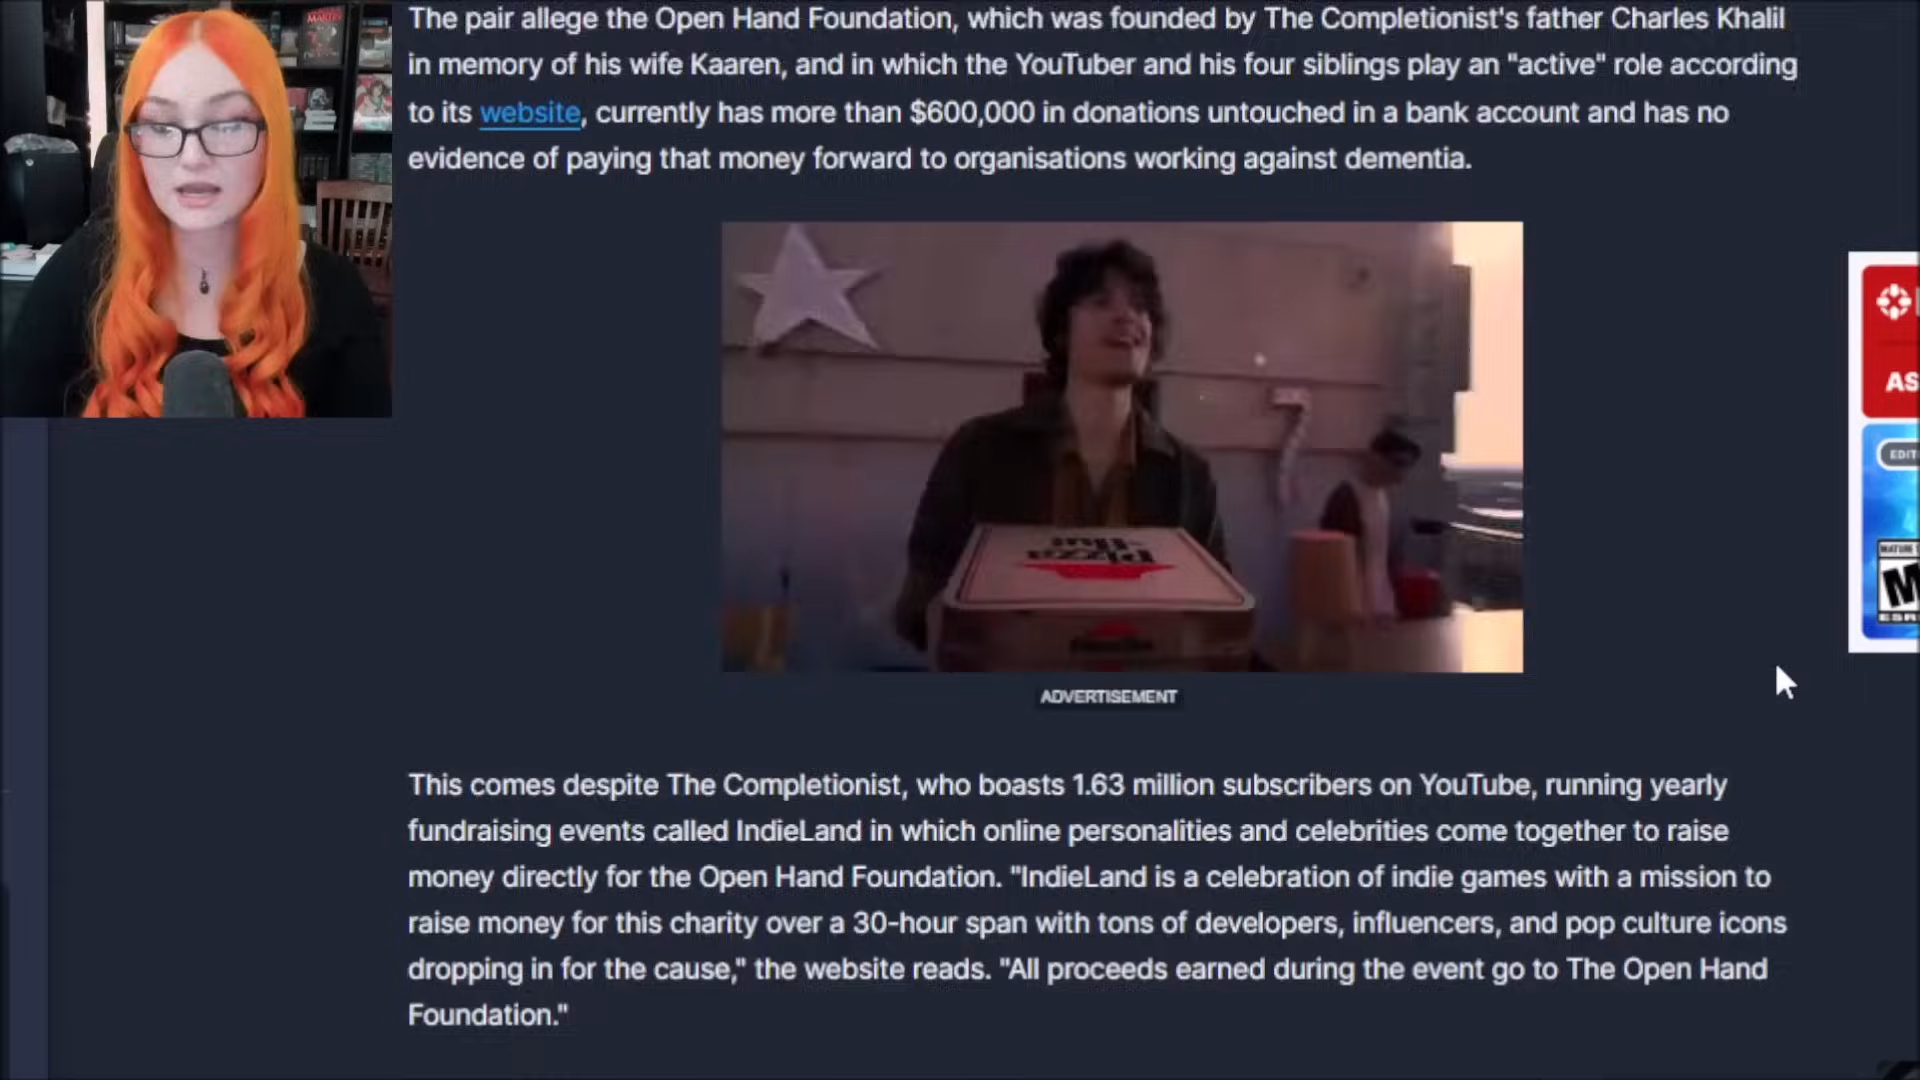 The pair allege the Open Hand Foundation, which was founded by The Completionist's father Charles Khalil
in memory of his wife Kaaren, and in which the YouTuber and his four siblings play an "active" role according
to its website, currently has more than $600,000 in donations untouched in a bank account and has no
evidence of paying that money forward to organisations working against dementia.
MARTIN
Pizza
Hut
AS
EDIT
MATURE
M
ESR
ADVERTISEMENT
This comes despite The Completionist, who boasts 1.63 million subscribers on YouTube, running yearly
fundraising events called IndieLand in which online personalities and celebrities come together to raise
money directly for the Open Hand Foundation. "IndieLand is a celebration of indie games with a mission to
raise money for this charity over a 30-hour span with tons of developers, influencers, and pop culture icons
dropping in for the cause," the website reads. "All proceeds earned during the event go to The Open Hand
Foundation."